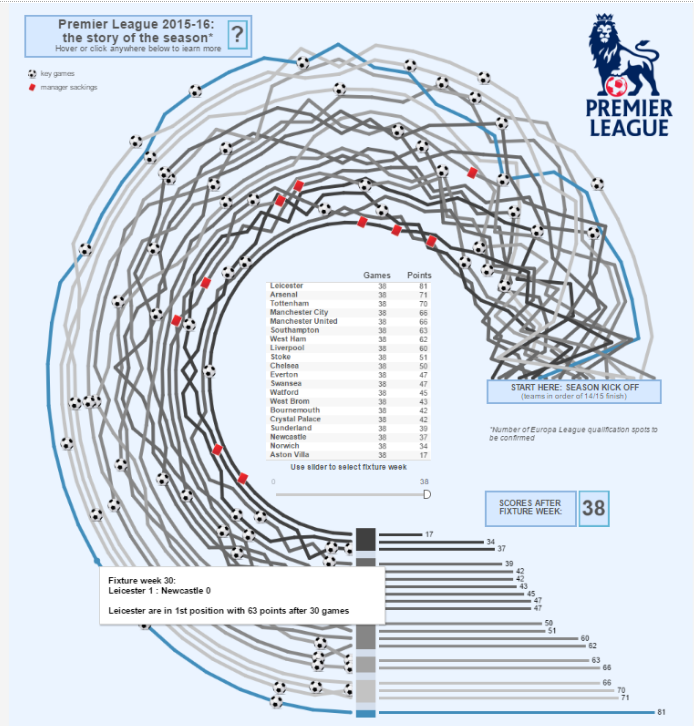 Premier League 2015-16:
the story of the season*
Hover or click anywhere below to learn more
?
key games
manager sackings
PREMIER
LEAGUE
Games Points
Leicester 38 81
Arsenal 38 71
Tottenham 38 70
Manchester City 38 66
Manchester United 38 66
Southampton 38 63
West Ham 38 62
Liverpool 38 60
Stoke 38 51
Chelsea 38 50
Everton 38 47
Swansea 38 47
Watford 38 45
West Brom 38 43
Bournemouth 38 42
Crystal Palace 38 42
Sunderland 38 39
Newcastle 38 37
Norwich 38 34
Aston Villa 38 17
Use slider to select fixture week
0 38
START HERE: SEASON KICK OFF
(teams in order of 14/15 finish)
*Number of Europa League qualification spots to
be confirmed
SCORES AFTER
FIXTURE WEEK:
38
17
34
37
39
42
42
43
45
47
47
50
51
60
62
63
66
66
70
71
81
Fixture week 30:
Leicester 1 : Newcastle 0
Leicester are in 1st position with 63 points after 30 games